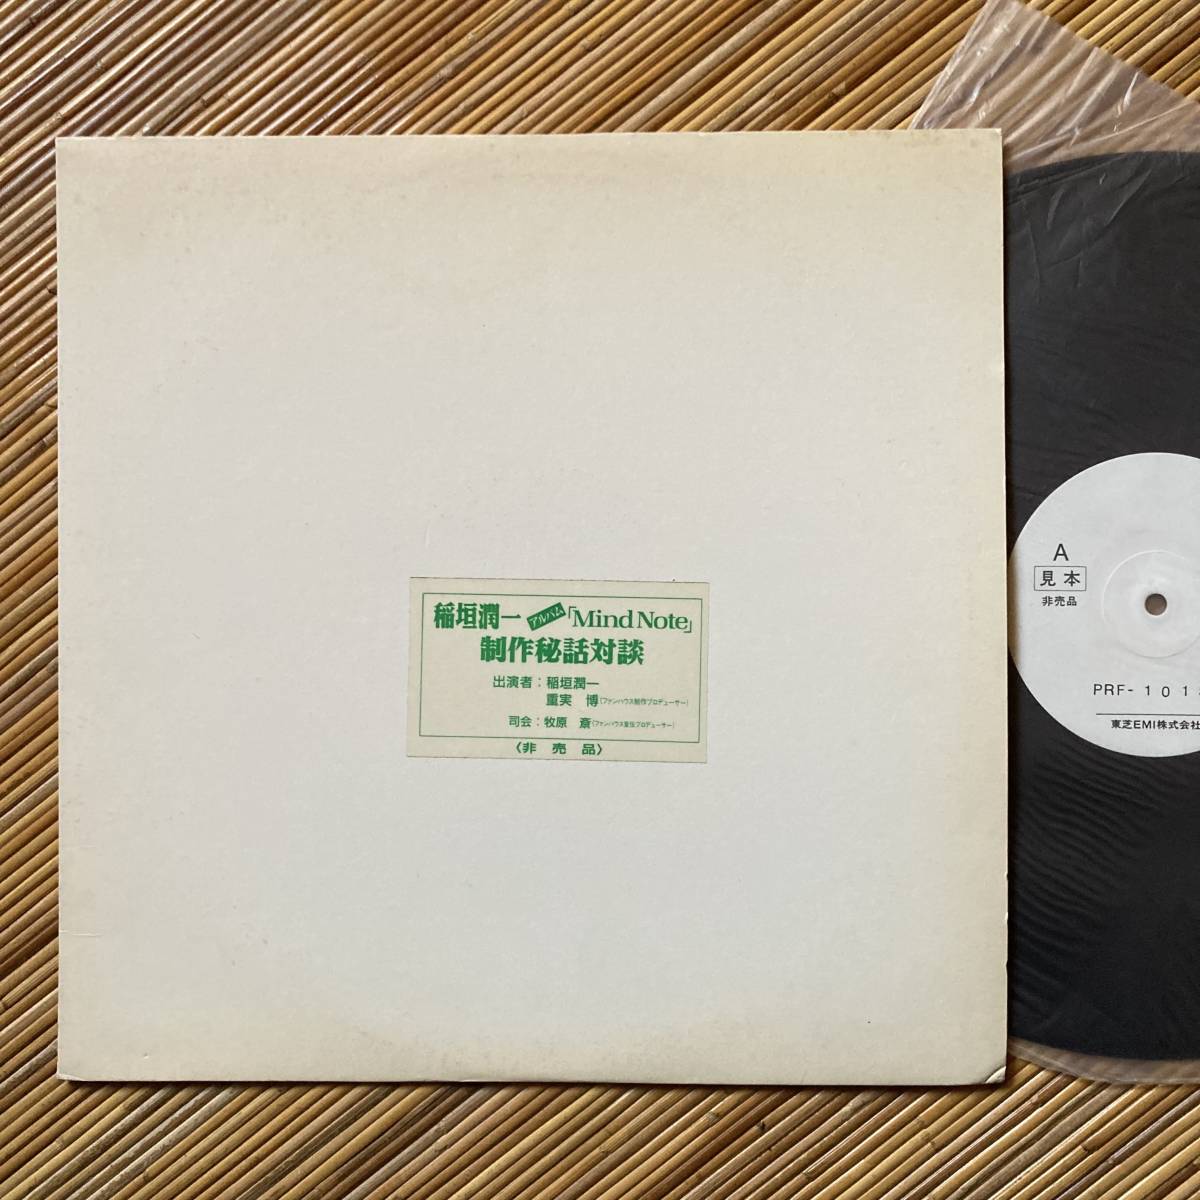 稲垣潤一 アルバム「Mind Note」
制作秘話対談
出演者：稲垣潤一
重実　博（ファンハウス制作プロデューサー）
司会：牧原　斎（ファンハウス宣伝プロデューサー）
〈非　売　品〉
A
見本
非売品
PRF-101
東芝EMI株式会社